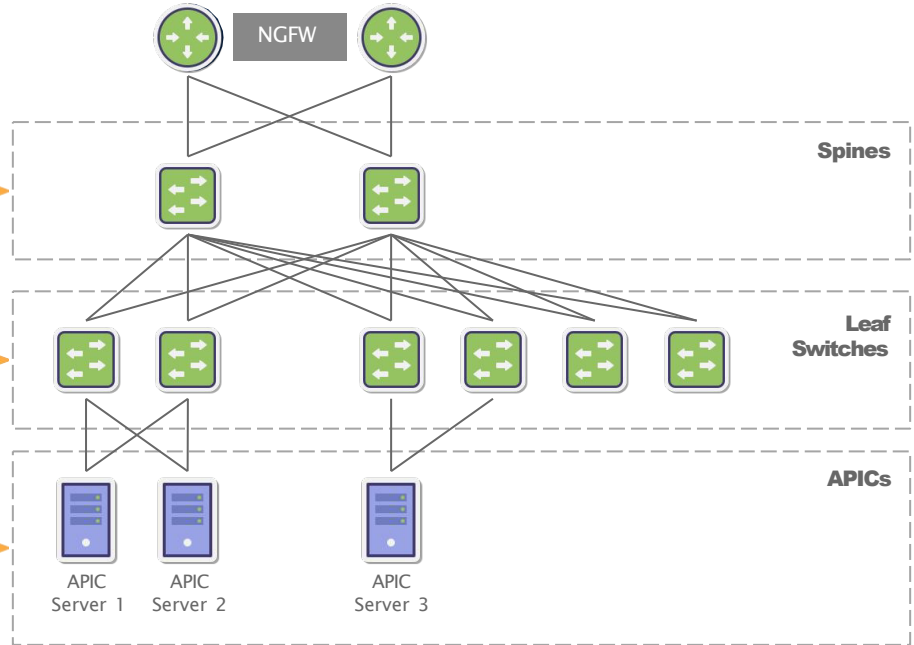 NGFW
Spines
Leaf
Switches
APICs
APIC
Server 1
APIC
Server 2
APIC
Server 3